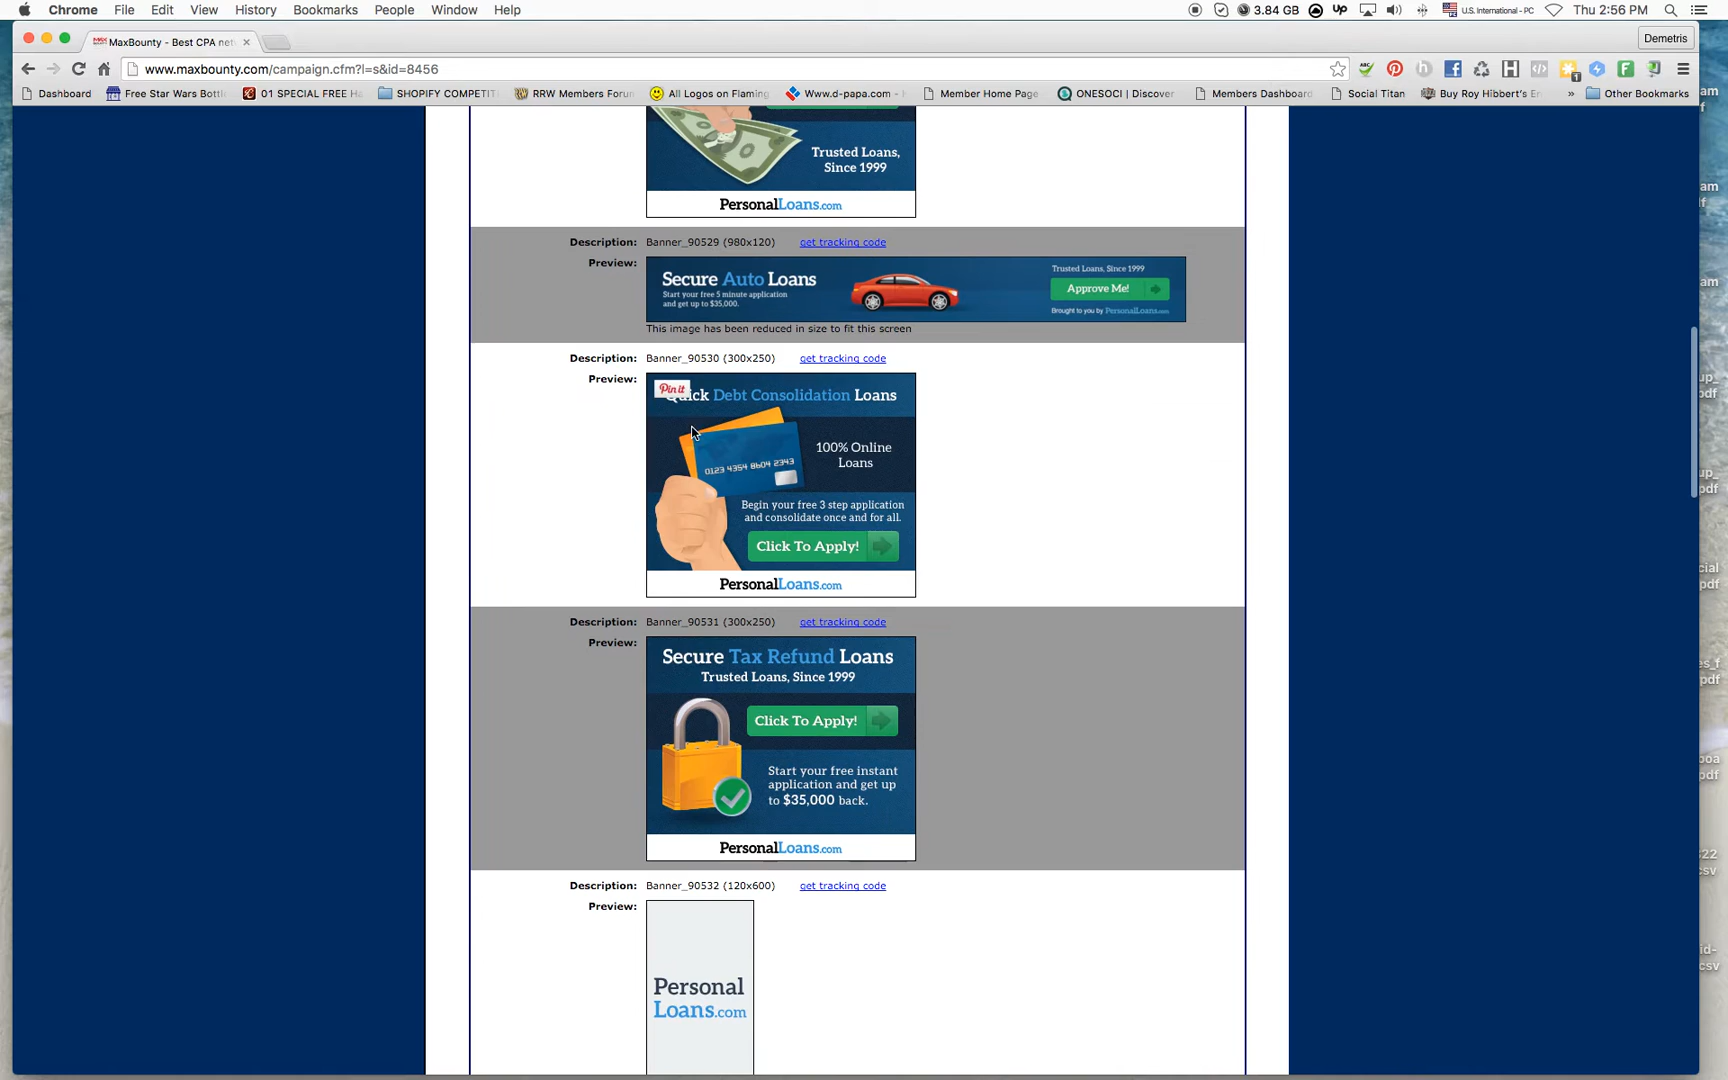 Chrome File Edit View History Bookmarks People Window Help
3.84 GB
U.S. International - PC
Thu 2:56 PM
MaxBounty - Best CPA net
Demetris
www.maxbounty.com/campaign.cfm?l=s&id=8456
Dashboard
Free Star Wars Bottl
01 SPECIAL FREE Ha
SHOPIFY COMPETIT
RRW Members Forum
All Logos on Flaming
Www.d-papa.com -
Member Home Page
ONESOCI | Discover
Members Dashboard
Social Titan
Buy Roy Hibbert's En
»
Other Bookmarks
Trusted Loans,
Since 1999
PersonalLoans.com
Description: Banner_90529 (980x120) get tracking code
Preview:
Secure Auto Loans
Start your free 5 minute application
and get up to $35,000.
Trusted Loans, Since 1999
Approve Me!
Brought to you by PersonalLoans.com
This image has been reduced in size to fit this screen
Description: Banner_90530 (300x250) get tracking code
Preview:
Pin it
Quick Debt Consolidation Loans
100% Online
Loans
0123 4354 8604 2343
Begin your free 3 step application
and consolidate once and for all.
Click To Apply!
PersonalLoans.com
Description: Banner_90531 (300x250) get tracking code
Preview:
Secure Tax Refund Loans
Trusted Loans, Since 1999
Click To Apply!
Start your free instant
application and get up
to $35,000 back.
PersonalLoans.com
Description: Banner_90532 (120x600) get tracking code
Preview:
Personal
Loans.com